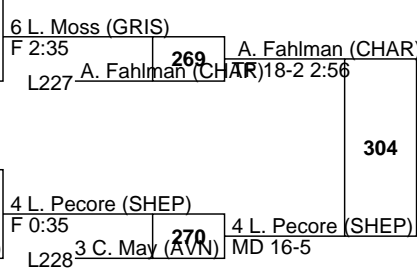 6 L. Moss (GRIS)
F 2:35
269
A. Fahlman (CHAR)
TF 18-2 2:56
L227 A. Fahlman (CHAR)
304
4 L. Pecore (SHEP)
F 0:35
270
4 L. Pecore (SHEP)
MD 16-5
L228 3 C. May (AVN)